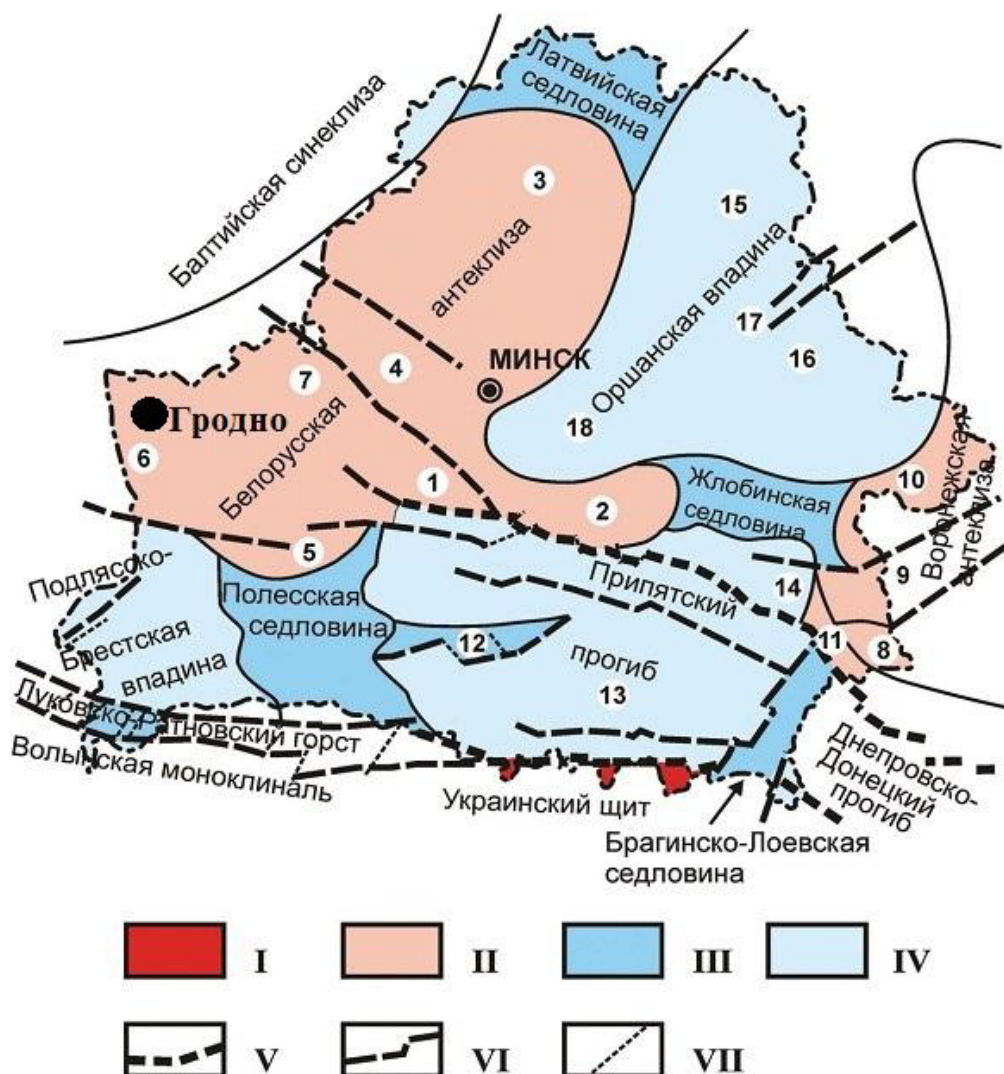 Латвийская
седловина
Балтийская синеклиза
3
15
антеклиза
Оршанская впадина
17
16
4
МИНСК
7
Гродно
18
6
Белорусская
1
2
Жлобинская
седловина
10
Воронежская
антеклиза
9
5
Подлясско-
Брестская
впадина
Полесская
седловина
Припятский
прогиб
14
12
11
8
13
Луковско-Ратновский горст
Волынская моноклиналь
Украинский щит
Днепровско-
Донецкий
прогиб
Брагинско-Лоевская
седловина
I
II
III
IV
V
VI
VII